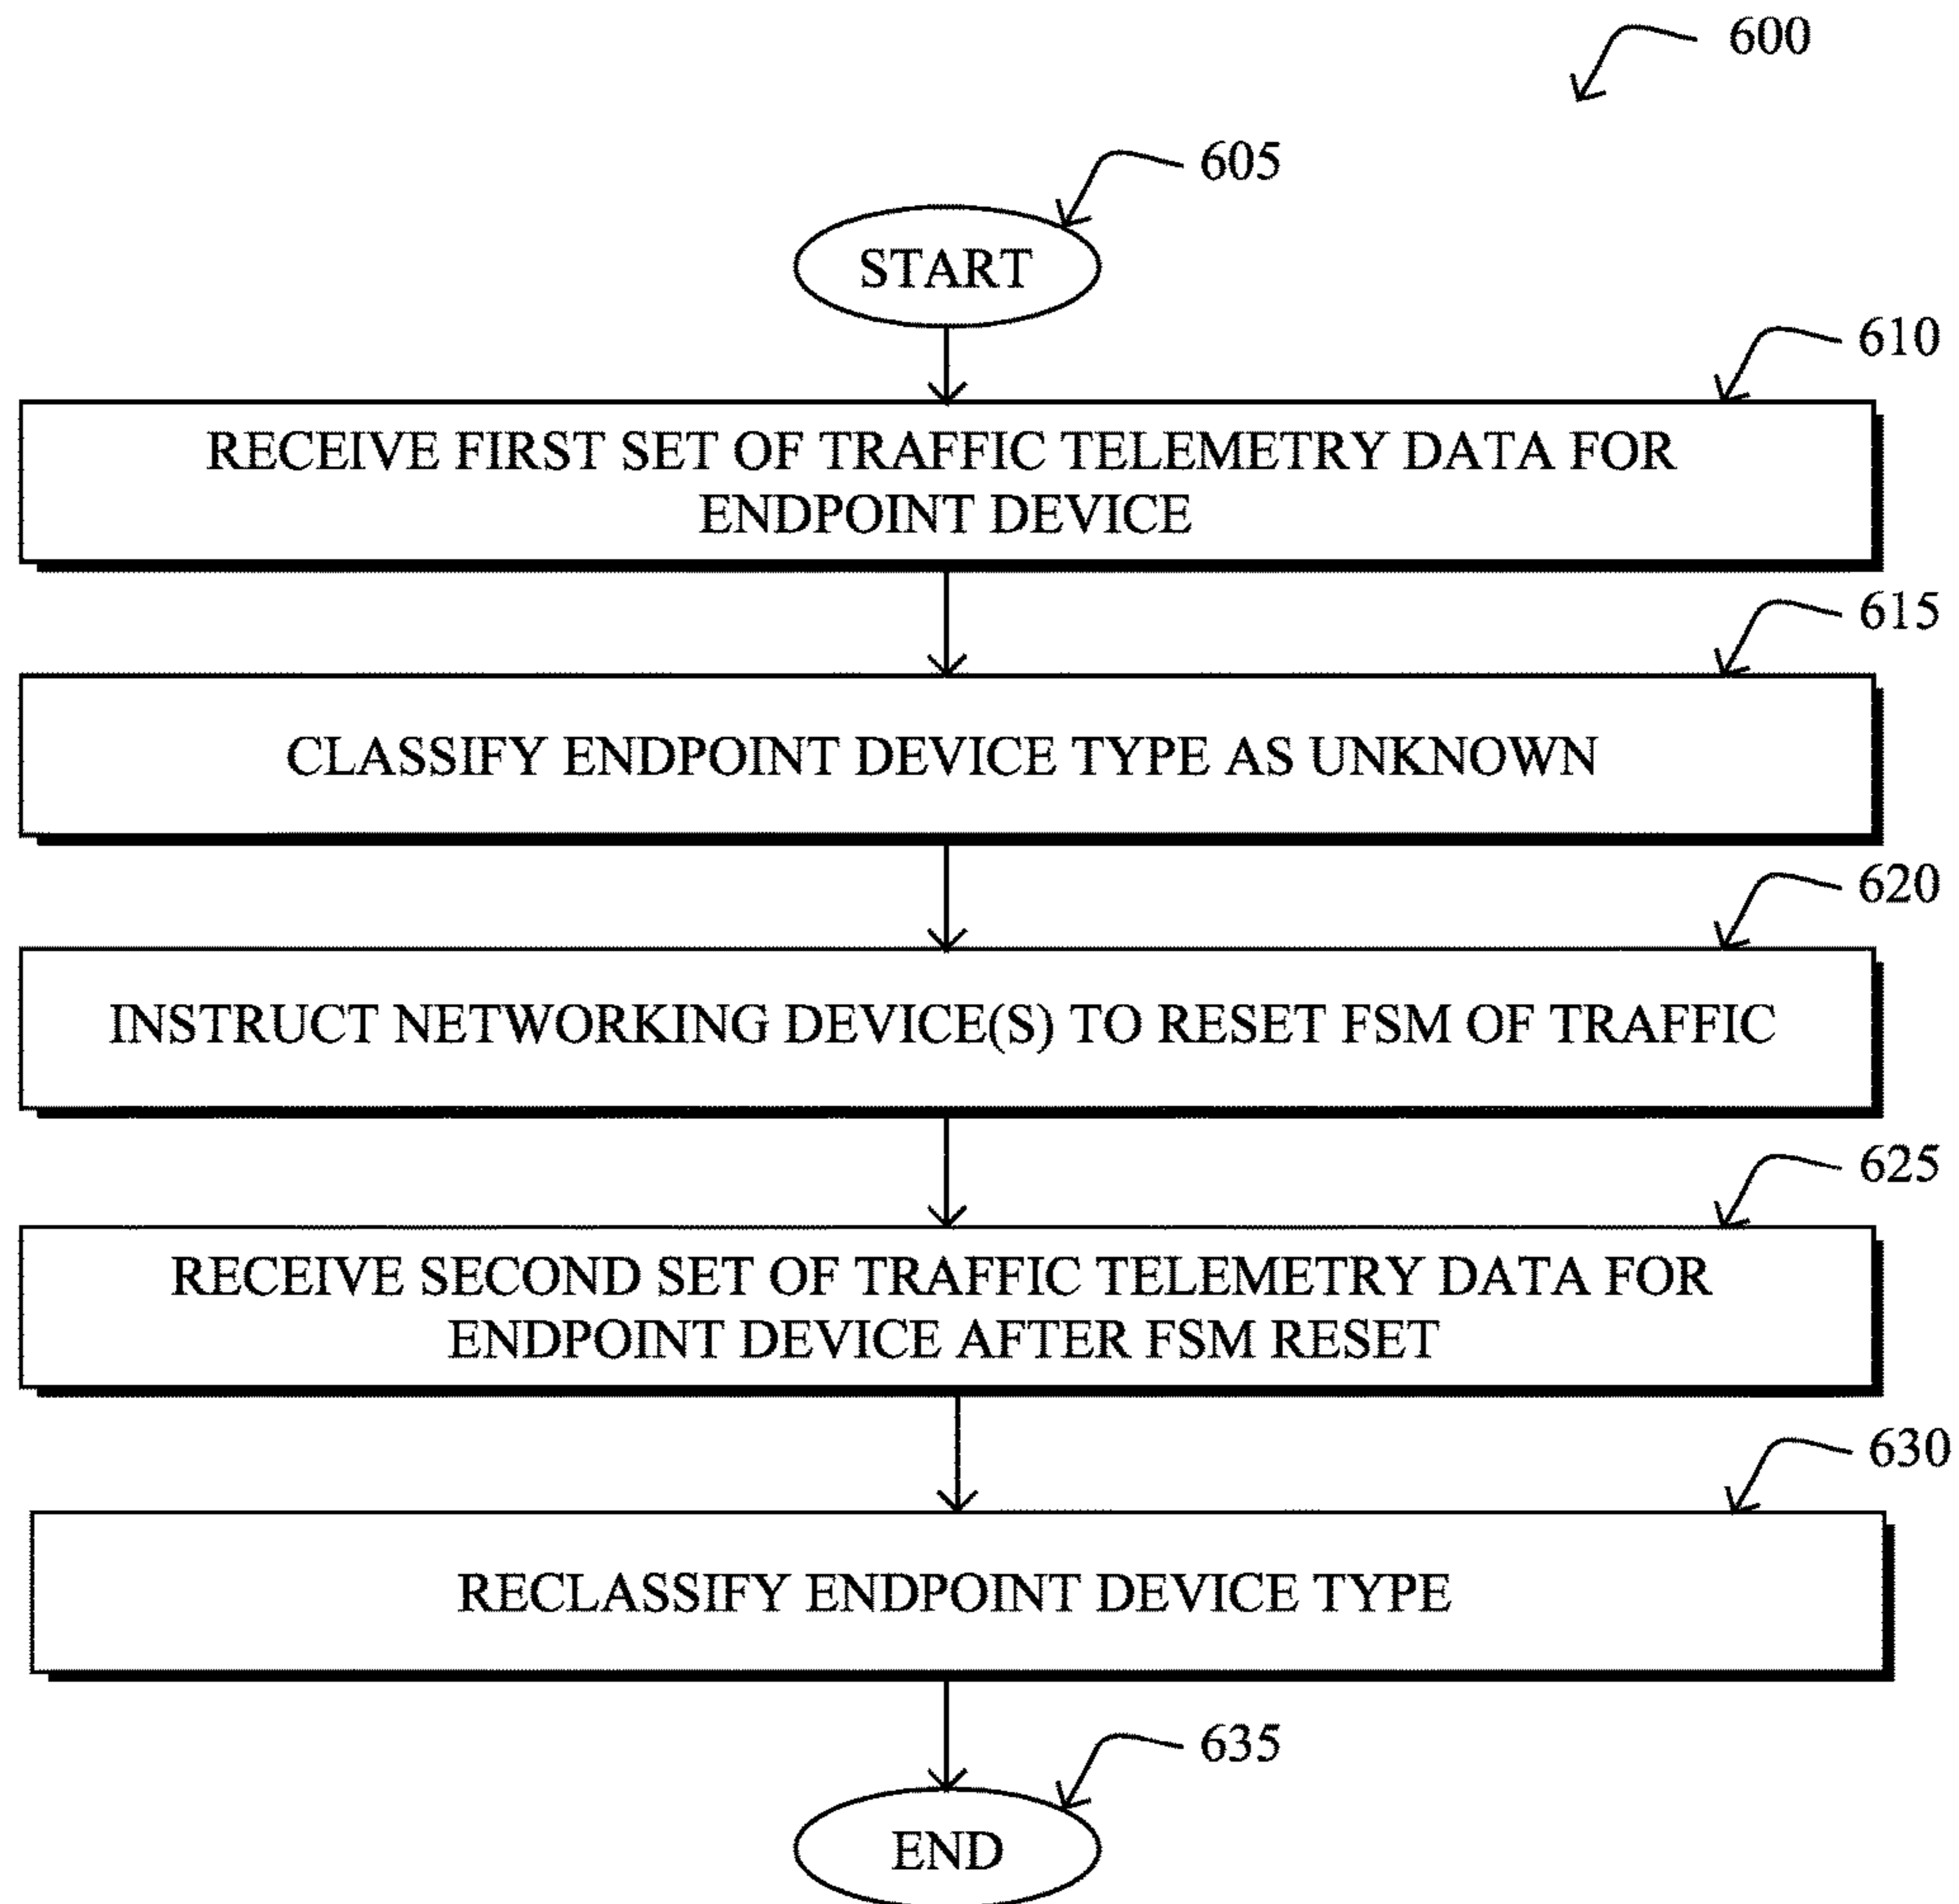 600
605
START
610
RECEIVE FIRST SET OF TRAFFIC TELEMETRY DATA FOR
ENDPOINT DEVICE
615
CLASSIFY ENDPOINT DEVICE TYPE AS UNKNOWN
620
INSTRUCT NETWORKING DEVICE(S) TO RESET FSM OF TRAFFIC
625
RECEIVE SECOND SET OF TRAFFIC TELEMETRY DATA FOR
ENDPOINT DEVICE AFTER FSM RESET
630
RECLASSIFY ENDPOINT DEVICE TYPE
635
END